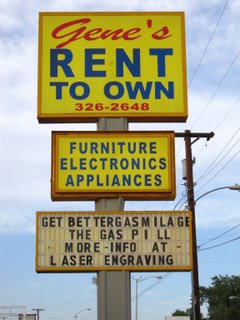 Gene's
RENT
TO OWN
326-2648
FURNITURE
ELECTRONICS
APPLIANCES
GET BETTERGASMILAGE
THE GAS PILL
MORE-INFO AT
LASER ENGRAVING